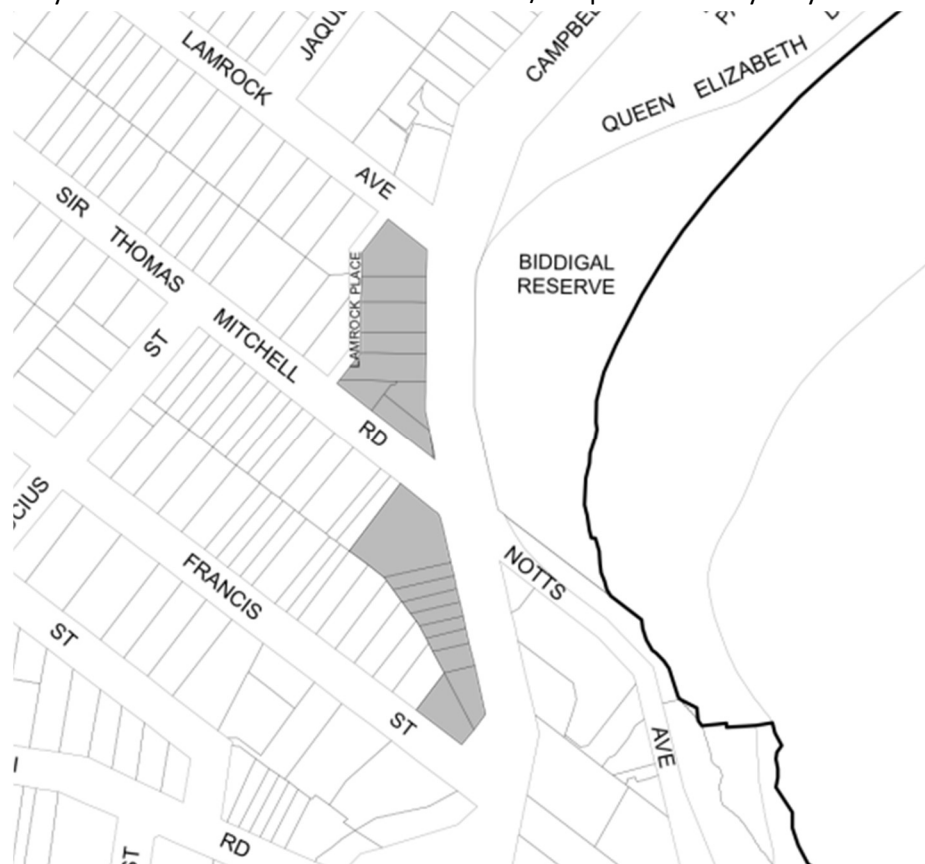 LAMROCK
CAMPBEL
QUEEN ELIZABETH
AVE
SIR THOMAS
BIDDIGAL
RESERVE
LAMROCK PLACE
MITCHELL
ST
RD
NOTTS
FRANCIS
ST
ST
AVE
RD